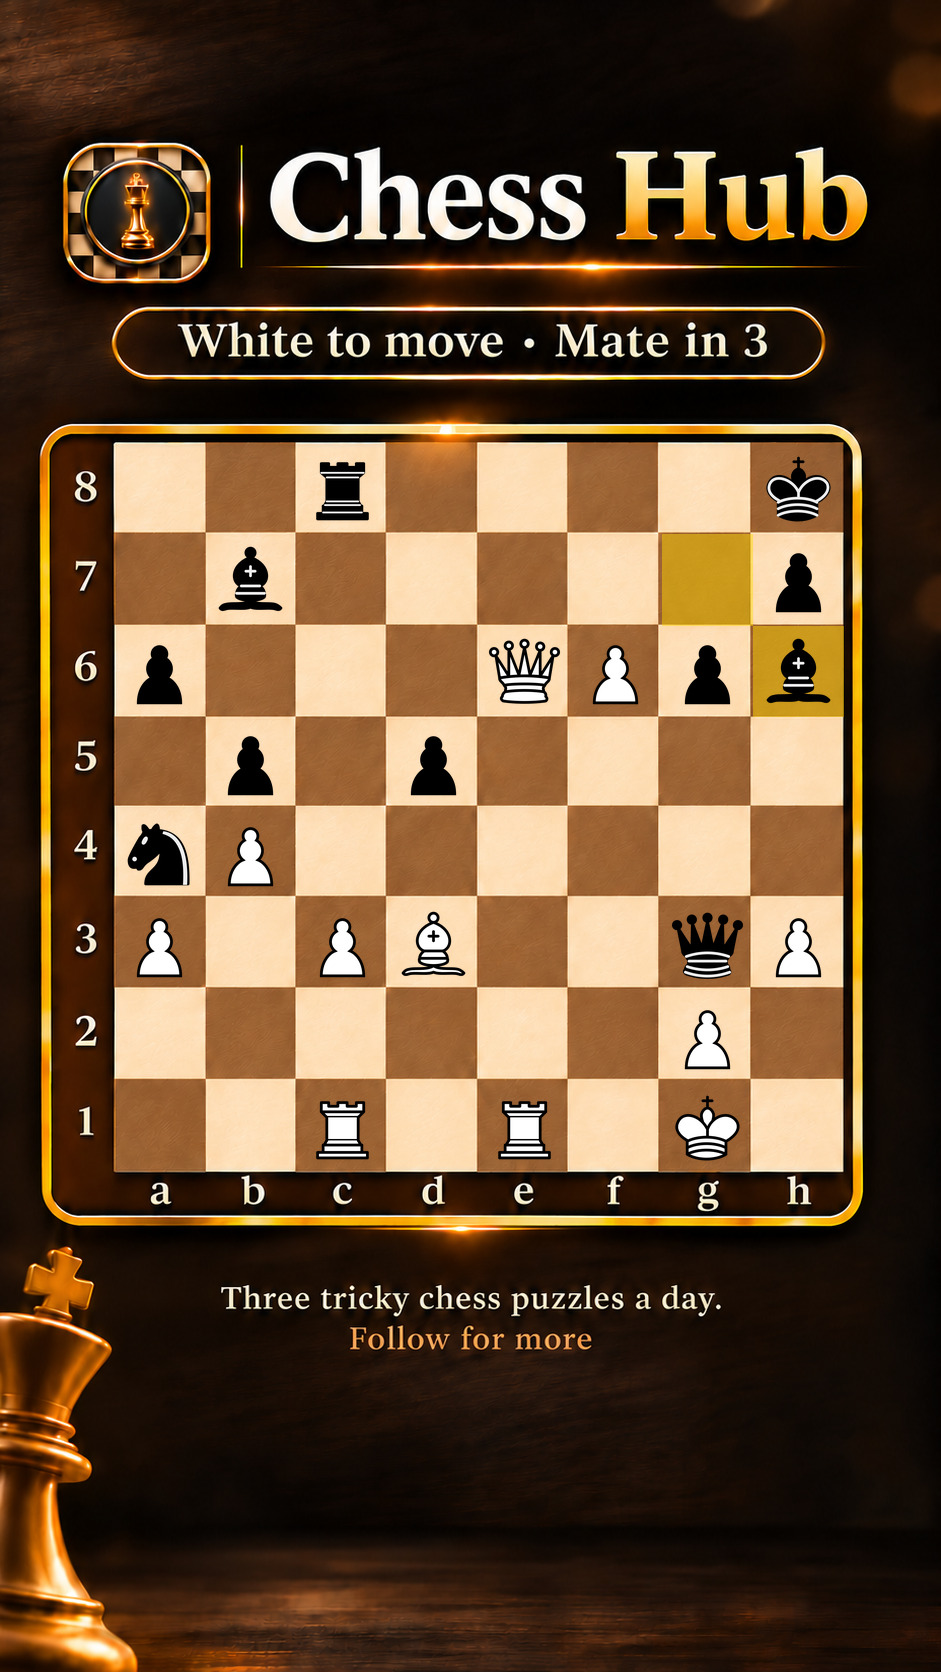 Chess Hub
White to move • Mate in 3
8
7
6
5
4
3
2
1
a b c d e f g h
Three tricky chess puzzles a day.
Follow for more